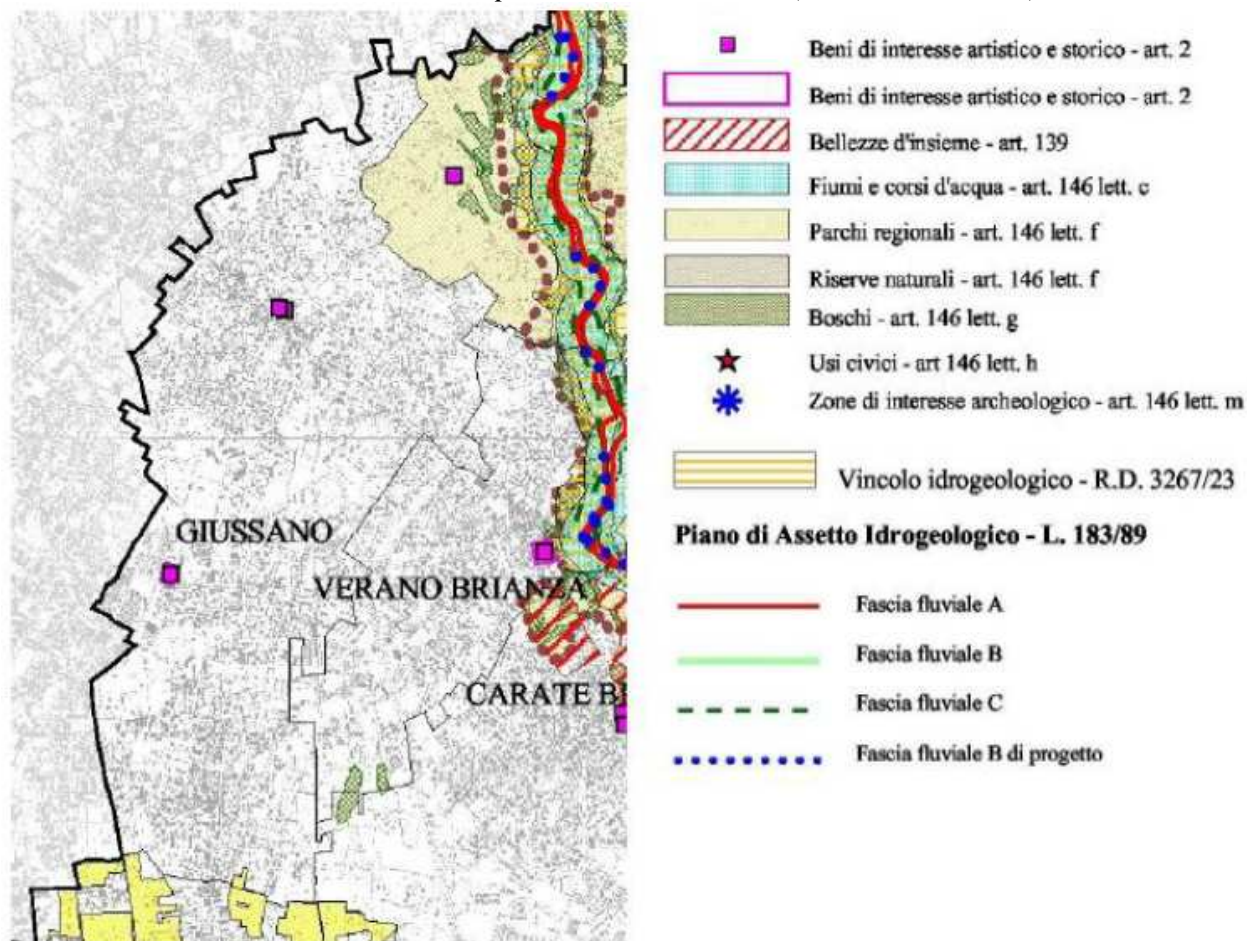 GIUSSANO
VERANO BRIANZA
CARATE B
Beni di interesse artistico e storico - art. 2
Beni di interesse artistico e storico - art. 2
Bellezze d'insieme - art. 139
Fiumi e corsi d'acqua - art. 146 lett. c
Parchi regionali - art. 146 lett. f
Riserve naturali - art. 146 lett. f
Boschi - art. 146 lett. g
Usi civici - art 146 lett. h
Zone di interesse archeologico - art. 146 lett. m
Vincolo idrogeologico - R.D. 3267/23
Piano di Assetto Idrogeologico - L. 183/89
Fascia fluviale A
Fascia fluviale B
Fascia fluviale C
Fascia fluviale B di progetto